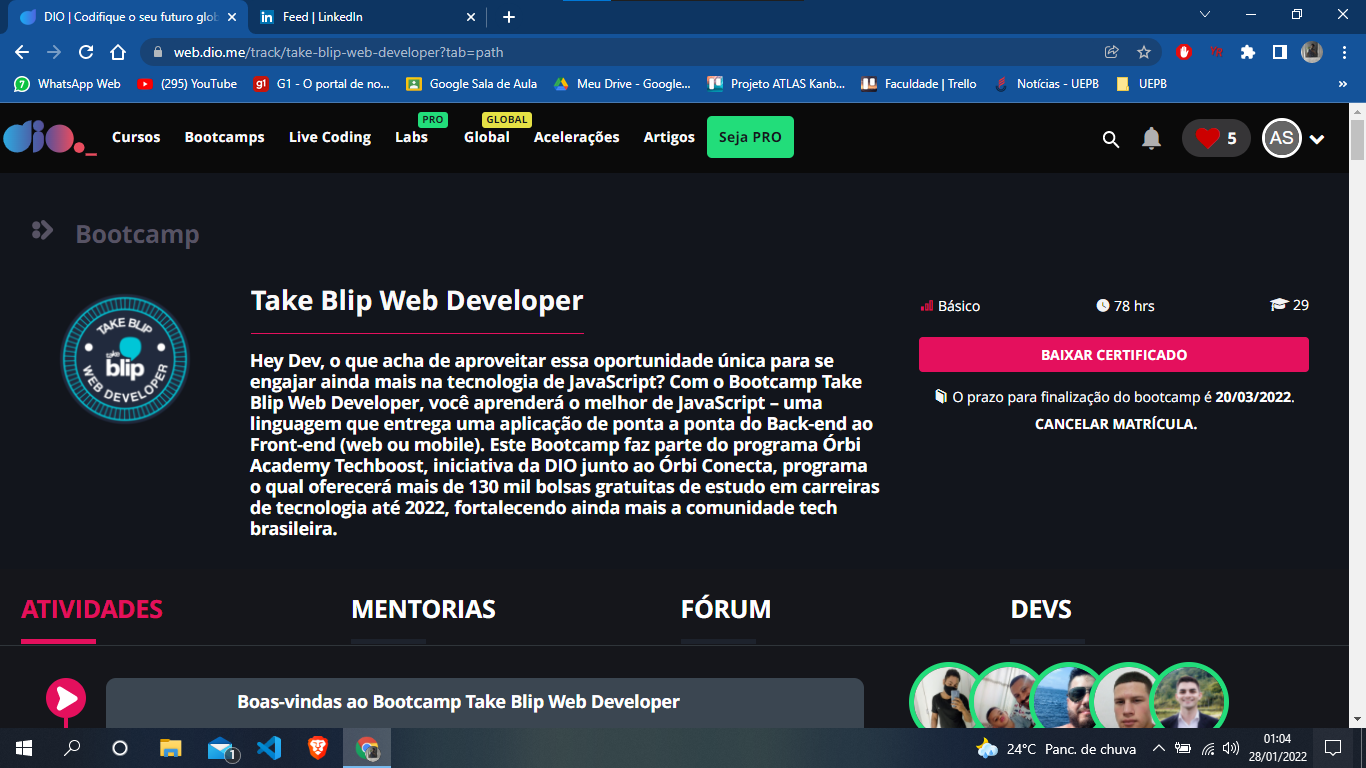 DIO | Codifique o seu futuro glob
Feed | LinkedIn
web.dio.me/track/take-blip-web-developer?tab=path
WhatsApp Web
(295) YouTube
G1 - O portal de no...
Google Sala de Aula
Meu Drive - Google...
Projeto ATLAS Kanb...
Faculdade | Trello
Notícias - UEPB
UEPB
»
dio._
Cursos
Bootcamps
Live Coding
PRO
Labs
GLOBAL
Global
Acelerações
Artigos
Seja PRO
5
AS
Bootcamp
TAKE BLIP
take
blip
WEB DEVELOPER
Take Blip Web Developer
Hey Dev, o que acha de aproveitar essa oportunidade única para se
engajar ainda mais na tecnologia de JavaScript? Com o Bootcamp Take
Blip Web Developer, você aprenderá o melhor de JavaScript – uma
linguagem que entrega uma aplicação de ponta a ponta do Back-end ao
Front-end (web ou mobile). Este Bootcamp faz parte do programa Órbi
Academy Techboost, iniciativa da DIO junto ao Órbi Conecta, programa
o qual oferecerá mais de 130 mil bolsas gratuitas de estudo em carreiras
de tecnologia até 2022, fortalecendo ainda mais a comunidade tech
brasileira.
Básico
78 hrs
29
BAIXAR CERTIFICADO
O prazo para finalização do bootcamp é 20/03/2022.
CANCELAR MATRÍCULA.
ATIVIDADES
MENTORIAS
FÓRUM
DEVS
Boas-vindas ao Bootcamp Take Blip Web Developer
1
24°C Panc. de chuva
01:04
28/01/2022